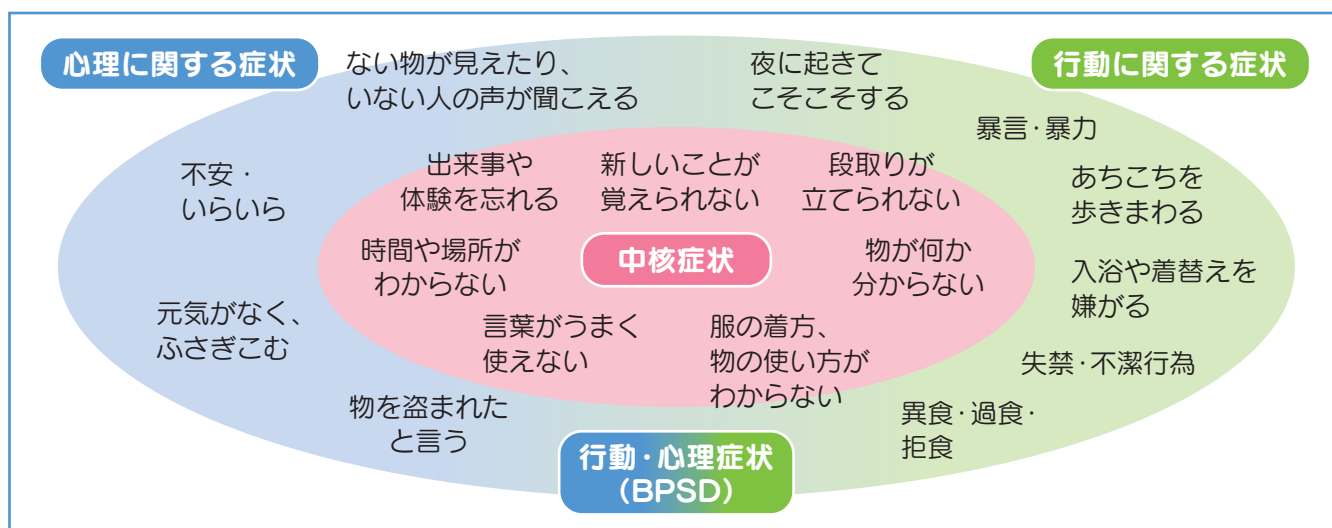 心理に関する症状
ない物が見えたり、
いない人の声が聞こえる
夜に起きて
こそこそする
行動に関する症状
暴言・暴力
不安・
いらいら
出来事や
体験を忘れる
新しいことが
覚えられない
段取りが
立てられない
あちこちを
歩きまわる
時間や場所が
わからない
中核症状
物が何か
分からない
入浴や着替えを
嫌がる
元気がなく、
ふさぎこむ
言葉がうまく
使えない
服の着方、
物の使い方が
わからない
失禁・不潔行為
物を盗まれた
と言う
行動・心理症状
(BPSD)
異食・過食・
拒食